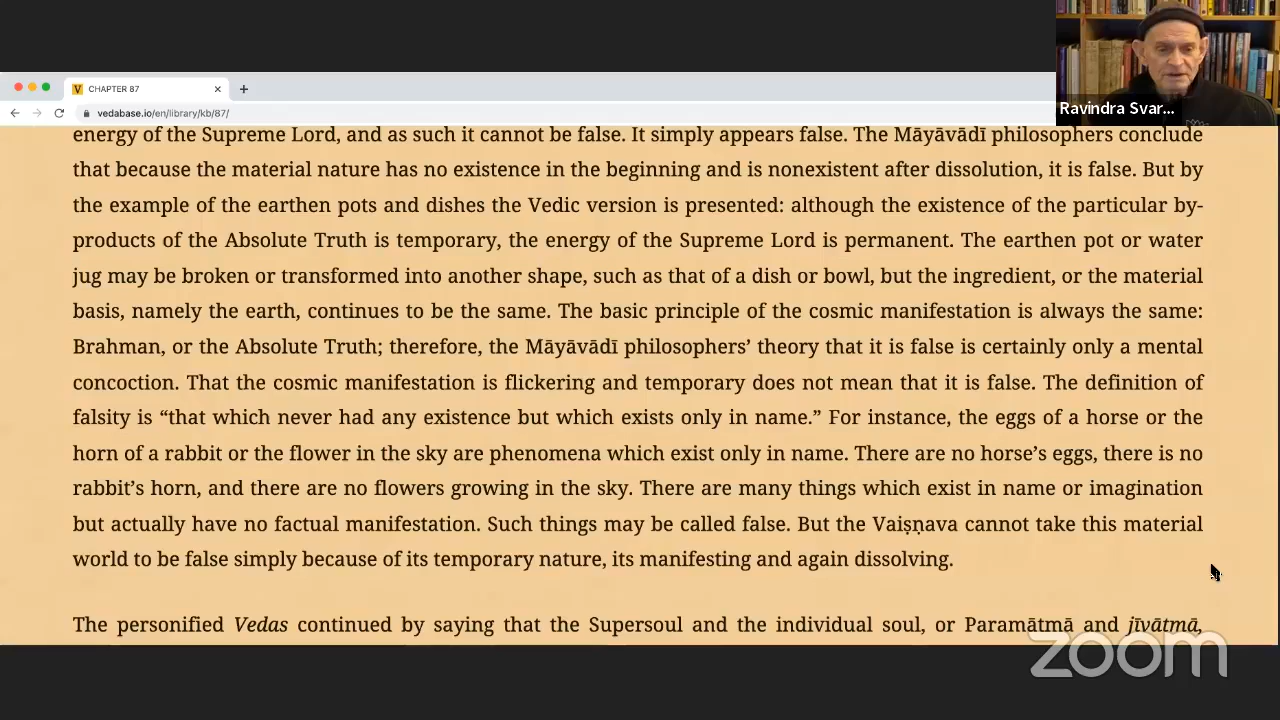 CHAPTER 87
vedabase.io/en/library/kb/87/
Ravindra Svar...
energy of the Supreme Lord, and as such it cannot be false. It simply appears false. The Māyāvādī philosophers conclude
that because the material nature has no existence in the beginning and is nonexistent after dissolution, it is false. But by
the example of the earthen pots and dishes the Vedic version is presented: although the existence of the particular by-
products of the Absolute Truth is temporary, the energy of the Supreme Lord is permanent. The earthen pot or water
jug may be broken or transformed into another shape, such as that of a dish or bowl, but the ingredient, or the material
basis, namely the earth, continues to be the same. The basic principle of the cosmic manifestation is always the same:
Brahman, or the Absolute Truth; therefore, the Māyāvādī philosophers’ theory that it is false is certainly only a mental
concoction. That the cosmic manifestation is flickering and temporary does not mean that it is false. The definition of
falsity is “that which never had any existence but which exists only in name.” For instance, the eggs of a horse or the
horn of a rabbit or the flower in the sky are phenomena which exist only in name. There are no horse’s eggs, there is no
rabbit’s horn, and there are no flowers growing in the sky. There are many things which exist in name or imagination
but actually have no factual manifestation. Such things may be called false. But the Vaiṣṇava cannot take this material
world to be false simply because of its temporary nature, its manifesting and again dissolving.
The personified Vedas continued by saying that the Supersoul and the individual soul, or Paramātmā and jīvātmā,
zoom